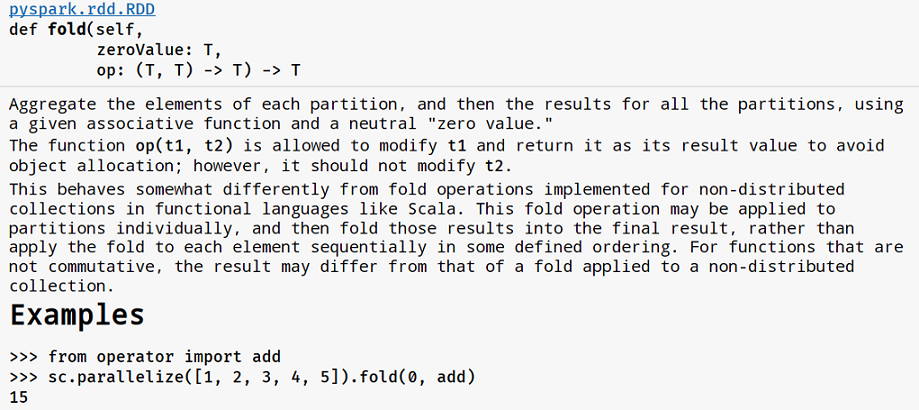 pyspark.rdd.RDD
def fold(self,
         zeroValue: T,
         op: (T, T) -> T) -> T
Aggregate the elements of each partition, and then the results for all the partitions, using
a given associative function and a neutral "zero value."
The function op(t1, t2) is allowed to modify t1 and return it as its result value to avoid
object allocation; however, it should not modify t2.
This behaves somewhat differently from fold operations implemented for non-distributed
collections in functional languages like Scala. This fold operation may be applied to
partitions individually, and then fold those results into the final result, rather than
apply the fold to each element sequentially in some defined ordering. For functions that are
not commutative, the result may differ from that of a fold applied to a non-distributed
collection.
Examples
>>> from operator import add
>>> sc.parallelize([1, 2, 3, 4, 5]).fold(0, add)
15